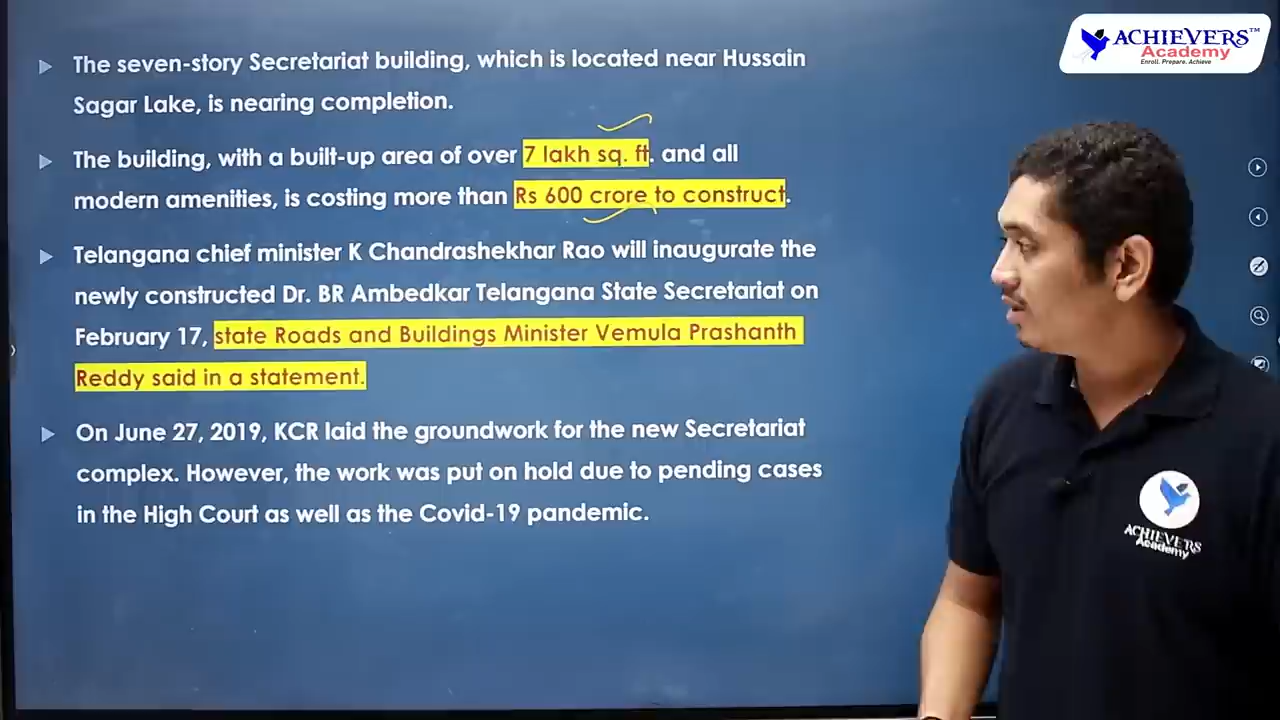 ACHIEVERS™
Academy
Enroll. Prepare. Achieve
The seven-story Secretariat building, which is located near Hussain
Sagar Lake, is nearing completion.
The building, with a built-up area of over 7 lakh sq. ft. and all
modern amenities, is costing more than Rs 600 crore to construct.
Telangana chief minister K Chandrashekhar Rao will inaugurate the
newly constructed Dr. BR Ambedkar Telangana State Secretariat on
February 17, state Roads and Buildings Minister Vemula Prashanth
Reddy said in a statement.
On June 27, 2019, KCR laid the groundwork for the new Secretariat
complex. However, the work was put on hold due to pending cases
in the High Court as well as the Covid-19 pandemic.
ACHIEVERS
Academy